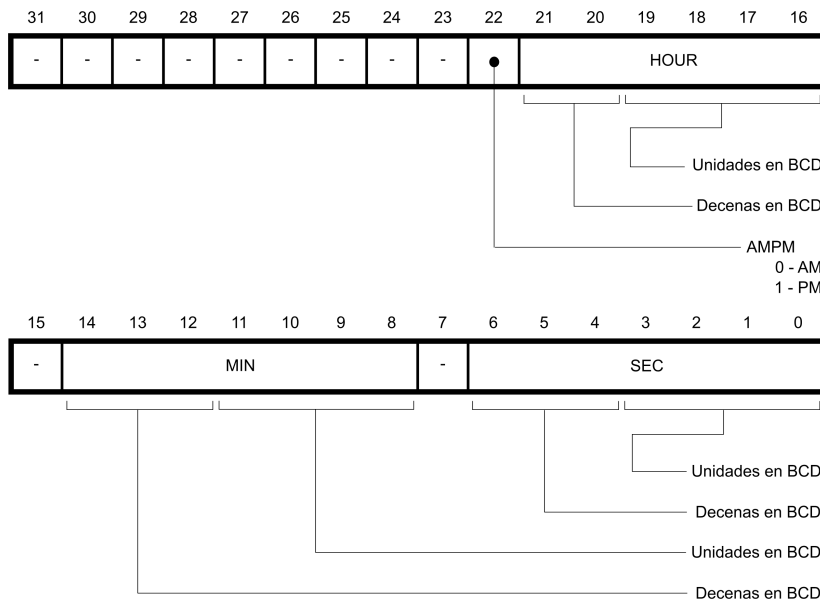 31 30 29 28 27 26 25 24 23 22 21 20 19 18 17 16
- - - - - - - - - HOUR
Unidades en BCD
Decenas en BCD
AMPM
0 - AM
1 - PM
15 14 13 12 11 10 9 8 7 6 5 4 3 2 1 0
- MIN - SEC
Unidades en BCD
Decenas en BCD
Unidades en BCD
Decenas en BCD